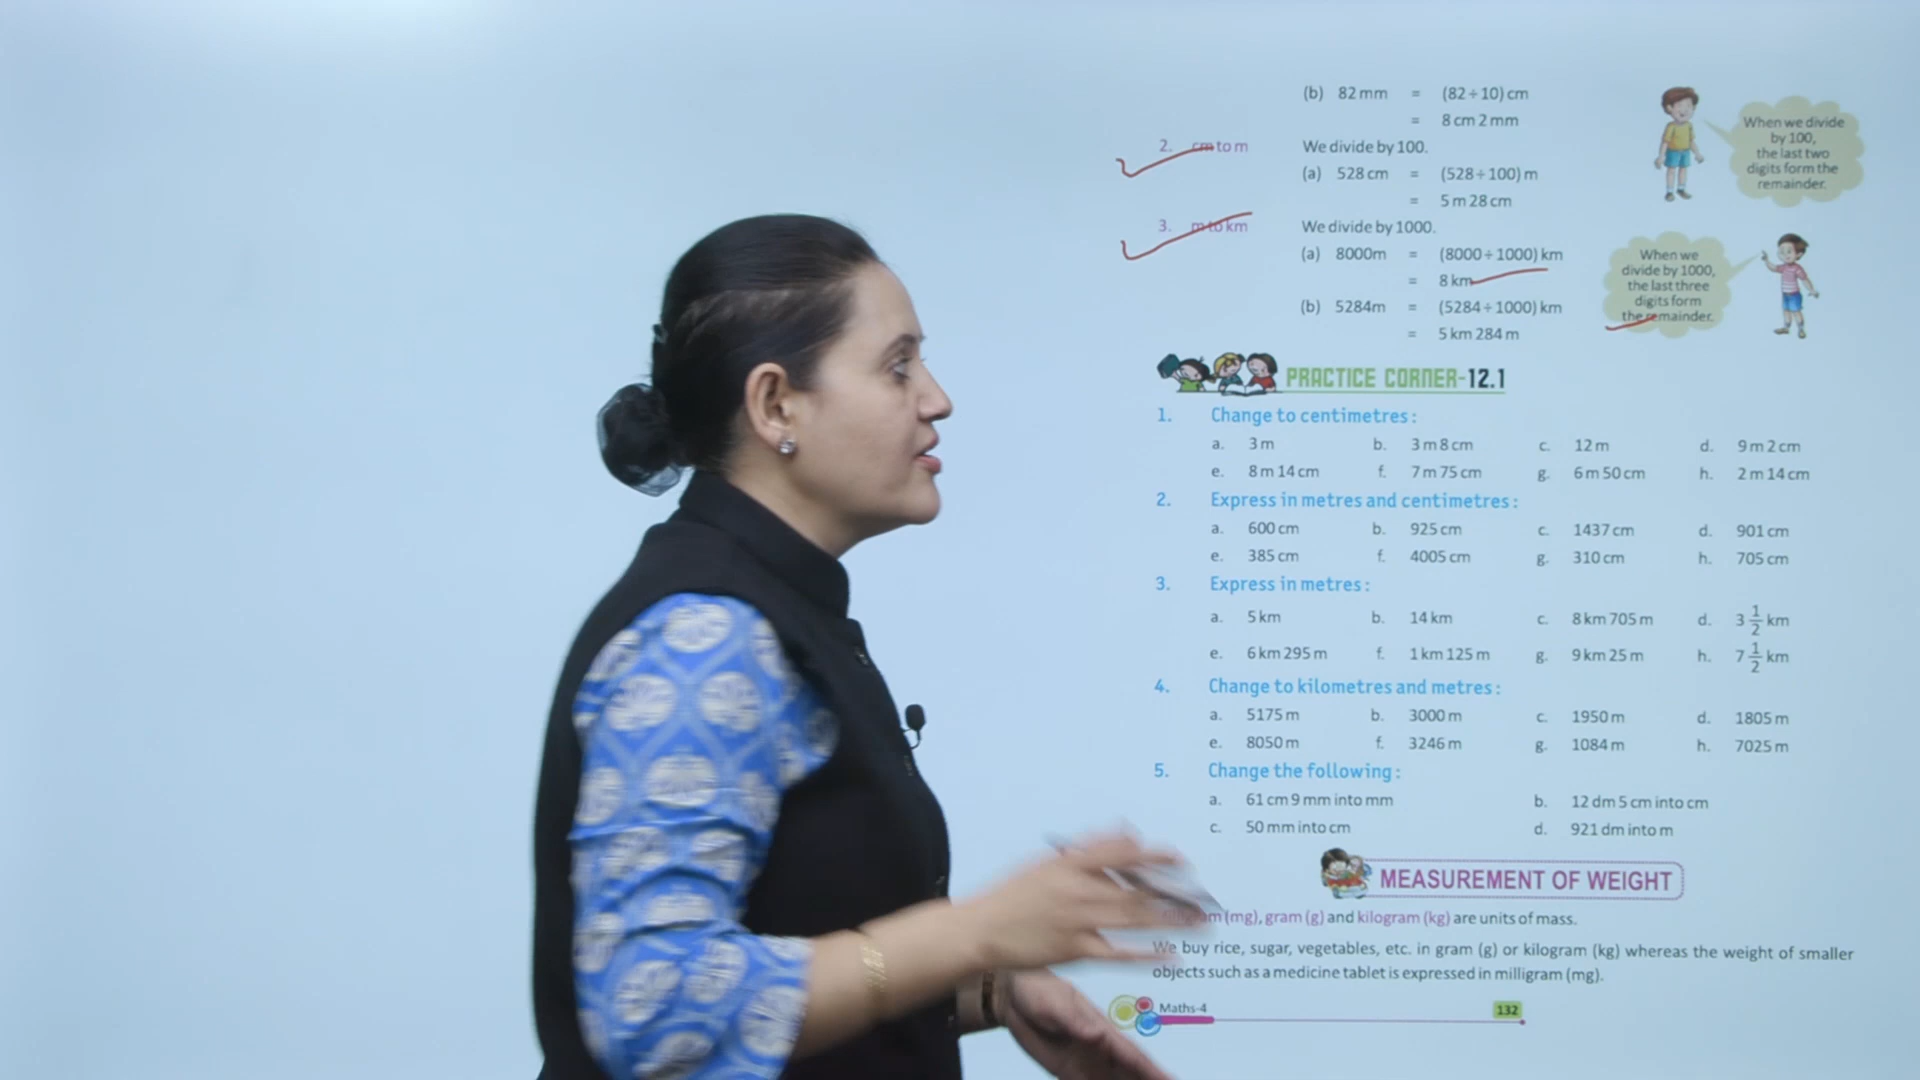 (b) 82 mm = (82 ÷ 10) cm
= 8 cm 2 mm
2. cm to m We divide by 100.
(a) 528 cm = (528 ÷ 100) m
= 5 m 28 cm
When we divide
by 100,
the last two
digits form the
remainder.
3. m to km We divide by 1000.
(a) 8000m = (8000 ÷ 1000) km
= 8 km
(b) 5284m = (5284 ÷ 1000) km
= 5 km 284 m
When we
divide by 1000,
the last three
digits form
the remainder.
PRACTICE CORNER-12.1
1. Change to centimetres :
a. 3 m b. 3 m 8 cm c. 12 m d. 9 m 2 cm
e. 8 m 14 cm f. 7 m 75 cm g. 6 m 50 cm h. 2 m 14 cm
2. Express in metres and centimetres :
a. 600 cm b. 925 cm c. 1437 cm d. 901 cm
e. 385 cm f. 4005 cm g. 310 cm h. 705 cm
3. Express in metres :
a. 5 km b. 14 km c. 8 km 705 m d. 3 1/2 km
e. 6 km 295 m f. 1 km 125 m g. 9 km 25 m h. 7 1/2 km
4. Change to kilometres and metres :
a. 5175 m b. 3000 m c. 1950 m d. 1805 m
e. 8050 m f. 3246 m g. 1084 m h. 7025 m
5. Change the following :
a. 61 cm 9 mm into mm b. 12 dm 5 cm into cm
c. 50 mm into cm d. 921 dm into m
MEASUREMENT OF WEIGHT
(mg), gram (g) and kilogram (kg) are units of mass.
We buy rice, sugar, vegetables, etc. in gram (g) or kilogram (kg) whereas the weight of smaller
objects such as a medicine tablet is expressed in milligram (mg).
Maths-4 132